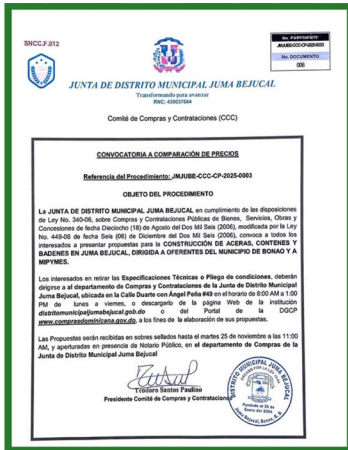 SNCC.F.012
No. EXPEDIENTE
JMJUBE-CCC-CP-2025-0003
No. DOCUMENTO
006
JUNTA DE DISTRITO MUNICIPAL JUMA BEJUCAL
Transformando para avanzar
RNC: 430037664
Comité de Compras y Contrataciones (CCC)
CONVOCATORIA A COMPARACIÓN DE PRECIOS
Referencia del Procedimiento: JMJUBE-CCC-CP-2025-0003
OBJETO DEL PROCEDIMIENTO
La JUNTA DE DISTRITO MUNICIPAL JUMA BEJUCAL en cumplimiento de las disposiciones
de Ley No. 340-06, sobre Compras y Contrataciones Públicas de Bienes, Servicios, Obras y
Concesiones de fecha Dieciocho (18) de Agosto del Dos Mil Seis (2006), modificada por la Ley
No. 449-06 de fecha Seis (06) de Diciembre del Dos Mil Seis (2006), convoca a todos los
interesados a presentar propuestas para la CONSTRUCCIÓN DE ACERAS, CONTENES Y
BADENES EN JUMA BEJUCAL, DIRIGIDA A OFERENTES DEL MUNICIPIO DE BONAO Y A
MIPYMES.
Los interesados en retirar las Especificaciones Técnicas o Pliego de condiciones, deberán
dirigirse a al departamento de Compras y Contrataciones de la Junta de Distrito Municipal
Juma Bejucal, ubicada en la Calle Duarte con Ángel Peña #49 en el horario de 8:00 AM a 1:00
PM de lunes a viernes, o descargarlo de la página Web de la institución
distritomunicipaljumabejucal.gob.do o del Portal de la DGCP
www.comprasdominicana.gov.do, a los fines de la elaboración de sus propuestas.
Las Propuestas serán recibidas en sobres sellados hasta el martes 25 de noviembre a las 11:00
AM, y aperturadas en presencia de Notario Público, en el departamento de Compras de la
Junta de Distrito Municipal Juma Bejucal
Teodoro Santos Paulino
Presidente Comité de Compras y Contrataciones